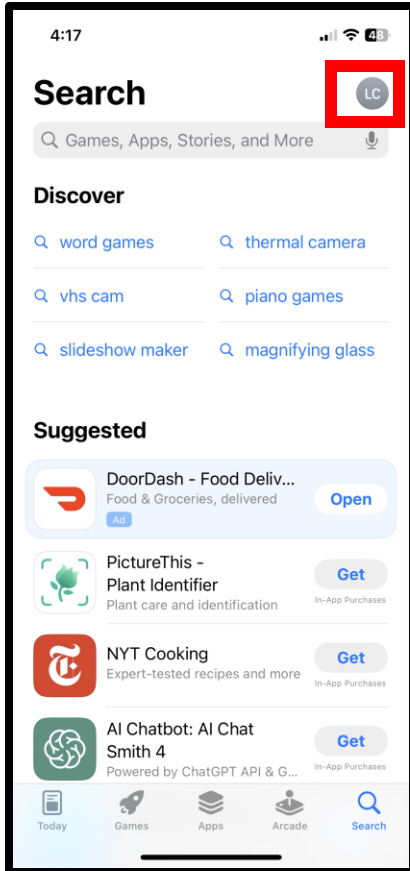 4:17
48
Search
LC
Games, Apps, Stories, and More
Discover
word games
thermal camera
vhs cam
piano games
slideshow maker
magnifying glass
Suggested
DoorDash - Food Deliv...
Food & Groceries, delivered
Ad
Open
PictureThis -
Plant Identifier
Plant care and identification
Get
In-App Purchases
NYT Cooking
Expert-tested recipes and more
Get
In-App Purchases
AI Chatbot: AI Chat
Smith 4
Powered by ChatGPT API & G...
Get
In-App Purchases
Today
Games
Apps
Arcade
Search